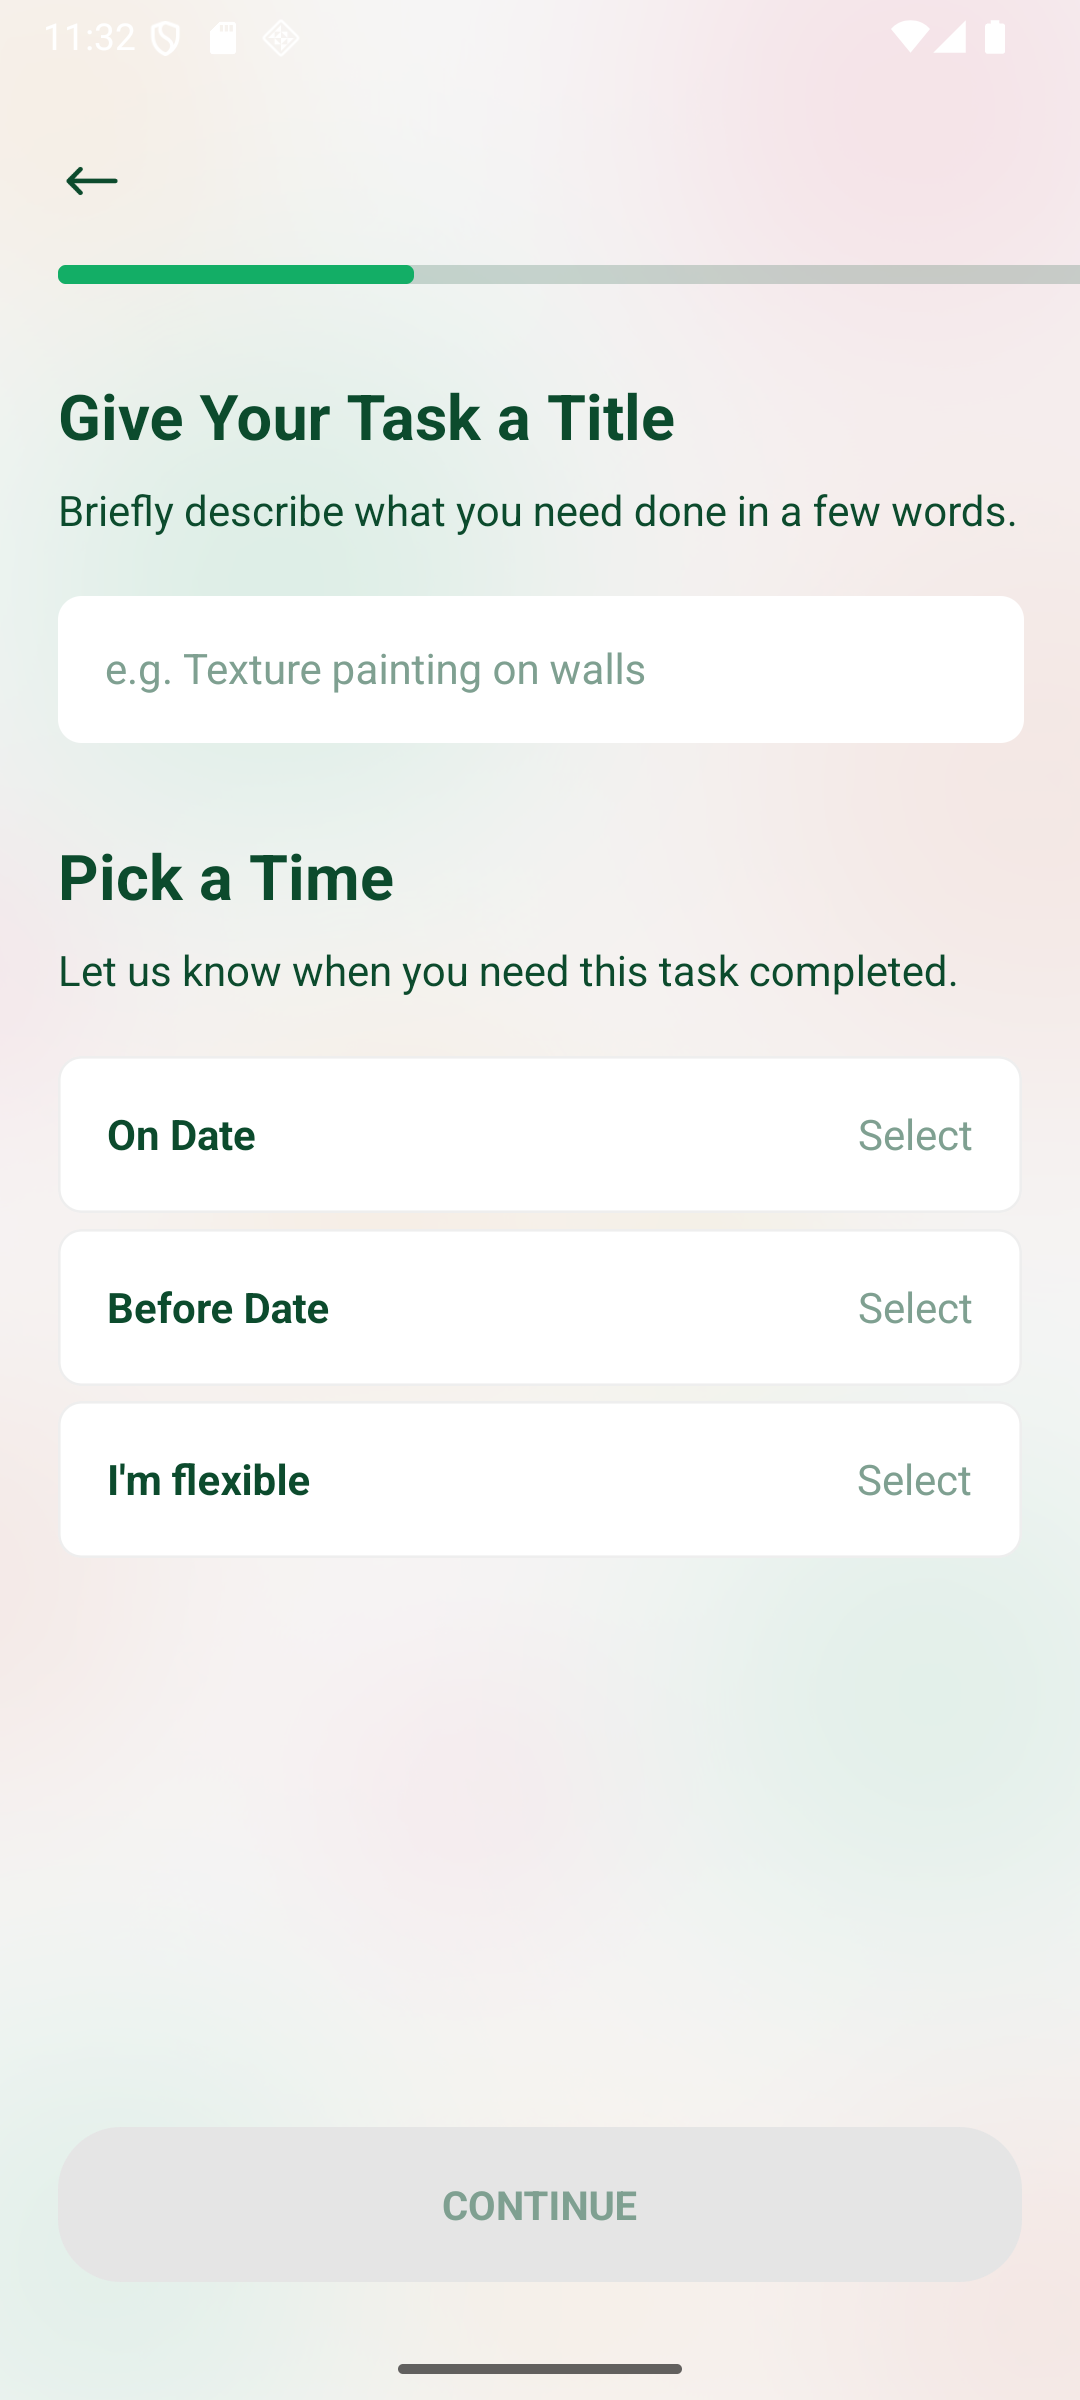 11:32
Give Your Task a Title
Briefly describe what you need done in a few words.
e.g. Texture painting on walls
Pick a Time
Let us know when you need this task completed.
On Date Select
Before Date Select
I'm flexible Select
CONTINUE